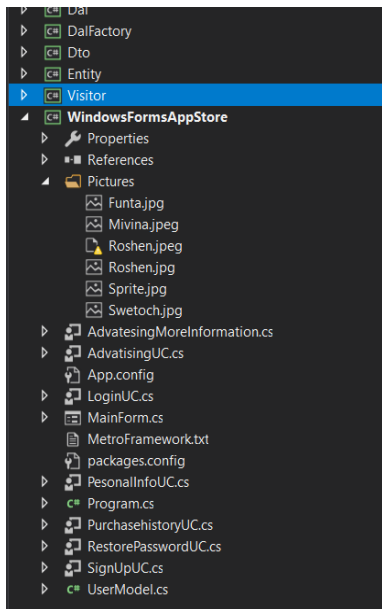 C# Dal
C# DalFactory
C# Dto
C# Entity
C# Visitor
C# WindowsFormsAppStore
Properties
References
Pictures
Funta.jpg
Mivina.jpeg
Roshen.jpeg
Roshen.jpg
Sprite.jpg
Swetoch.jpg
AdvatesingMoreInformation.cs
AdvatisingUC.cs
App.config
LoginUC.cs
MainForm.cs
MetroFramework.txt
packages.config
PesonalInfoUC.cs
C# Program.cs
PurchasehistoryUC.cs
RestorePasswordUC.cs
SignUpUC.cs
C# UserModel.cs